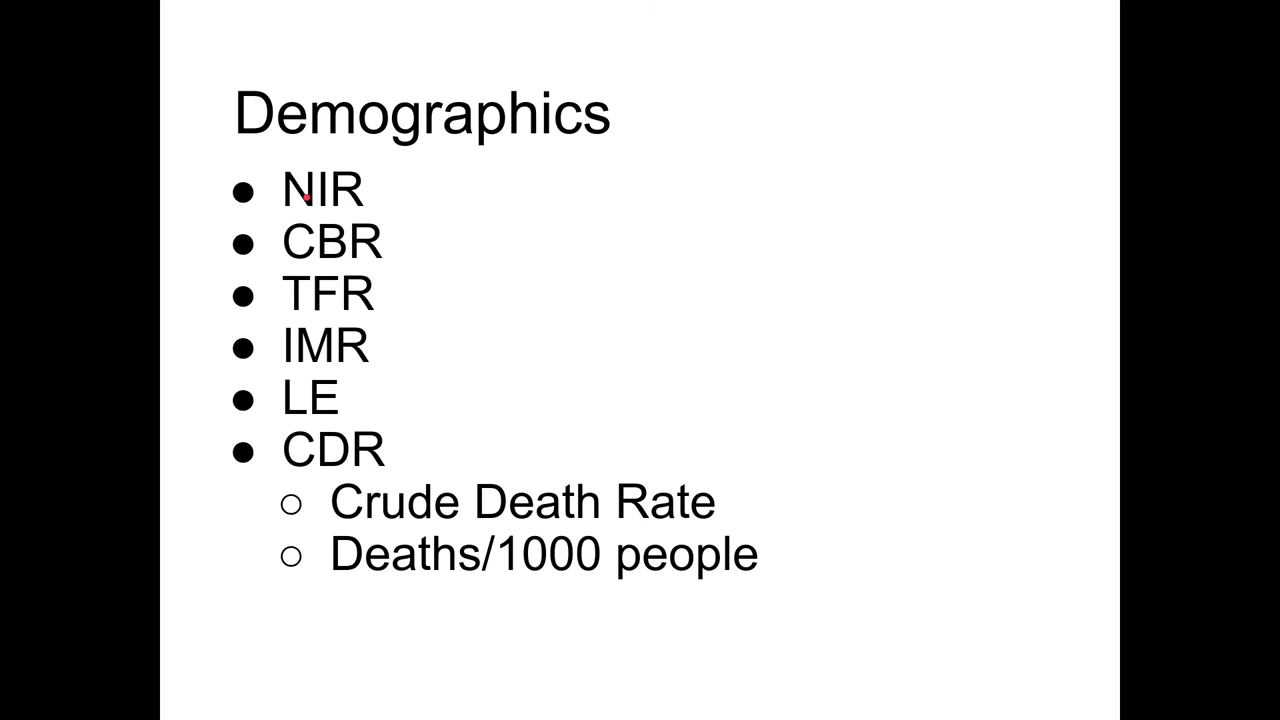 Demographics
● NIR
● CBR
● TFR
● IMR
● LE
● CDR
○ Crude Death Rate
○ Deaths/1000 people